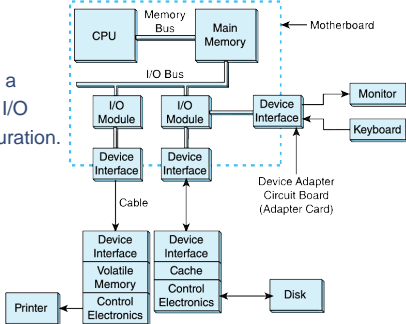 a
I/O
uration.
CPU
Memory
Bus
Main
Memory
Motherboard
I/O Bus
I/O
Module
I/O
Module
Device
Interface
Monitor
Keyboard
Device
Interface
Device
Interface
Device Adapter
Circuit Board
(Adapter Card)
Cable
Device
Interface
Volatile
Memory
Control
Electronics
Device
Interface
Cache
Control
Electronics
Printer
Disk